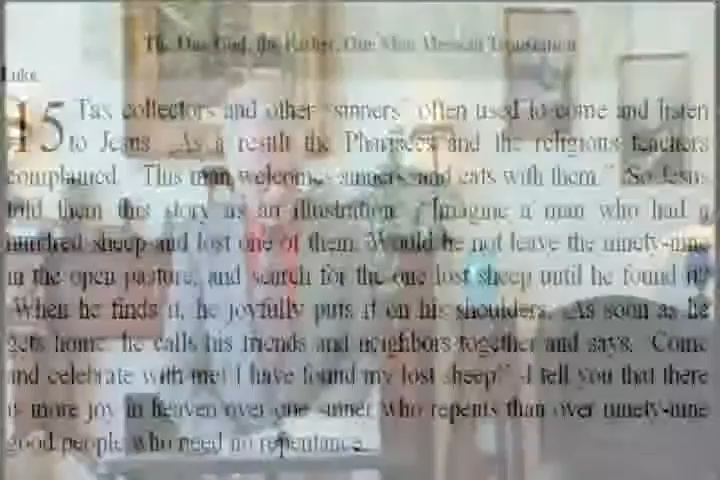 The One God, the Father, One Man Messiah Translation
Luke
15 Tax collectors and other "sinners" often used to come and listen
to Jesus. As a result the Pharisees and the religious teachers
complained, "This man welcomes sinners and eats with them." So Jesus
told them this story as an illustration. "Imagine a man who had a
hundred sheep and lost one of them. Would he not leave the ninety-nine
in the open pasture, and search for the one lost sheep until he found it?
When he finds it, he joyfully puts it on his shoulders. As soon as he
gets home, he calls his friends and neighbors together and says, 'Come
and celebrate with me! I have found my lost sheep!' I tell you that there
is more joy in heaven over one sinner who repents than over ninety-nine
good people who need no repentance.